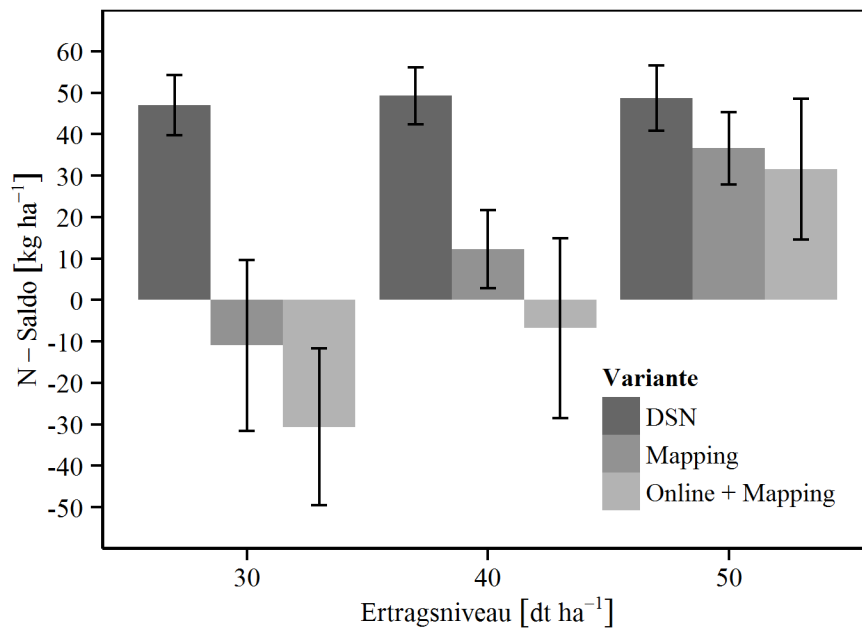 60
50
40
30
20
10
0
-10
-20
-30
-40
-50
N − Saldo [kg ha⁻¹]
Variante
DSN
Mapping
Online + Mapping
30 40 50
Ertragsniveau [dt ha⁻¹]